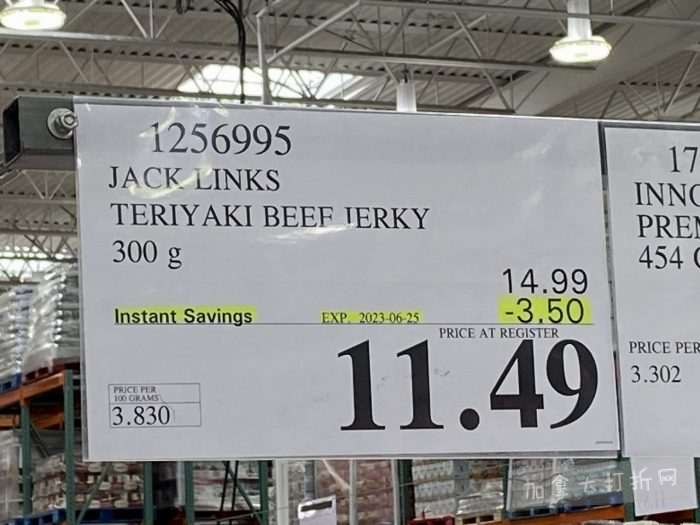 1256995
JACK LINKS
TERIYAKI BEEF JERKY
300 g
14.99
Instant Savings EXP. 2023-06-25 -3.50
PRICE AT REGISTER
11.49
PRICE PER
100 GRAMS
3.830
17
INNO
PREM
454
PRICE PER
3.302
加拿大打折网